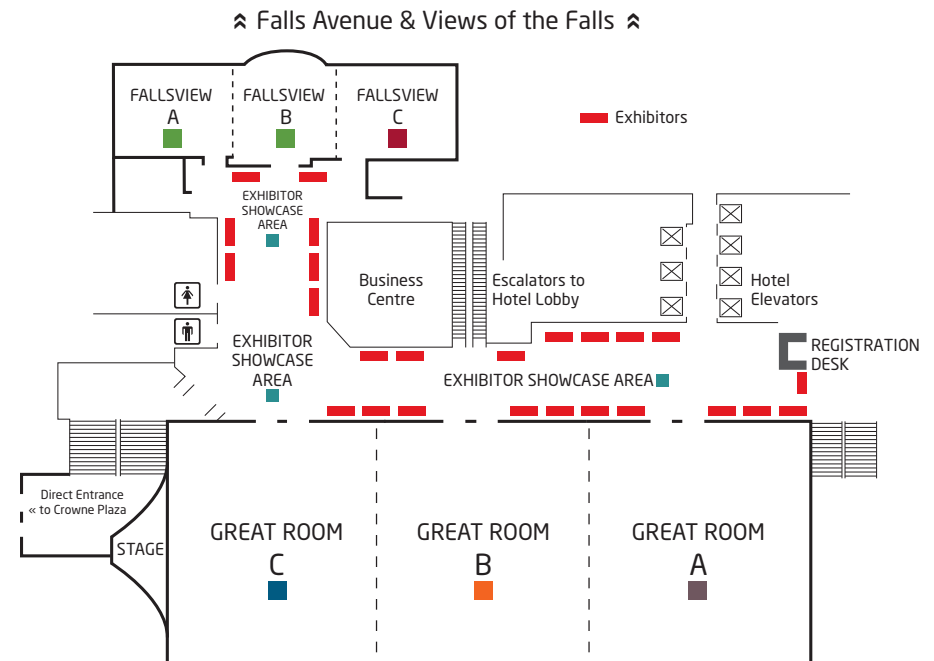 Falls Avenue & Views of the Falls
FALLSVIEW
A
FALLSVIEW
B
FALLSVIEW
C
Exhibitors
EXHIBITOR
SHOWCASE
AREA
Business
Centre
Escalators to
Hotel Lobby
Hotel
Elevators
EXHIBITOR
SHOWCASE
AREA
EXHIBITOR SHOWCASE AREA
REGISTRATION
DESK
Direct Entrance
« to Crowne Plaza
STAGE
GREAT ROOM
C
GREAT ROOM
B
GREAT ROOM
A